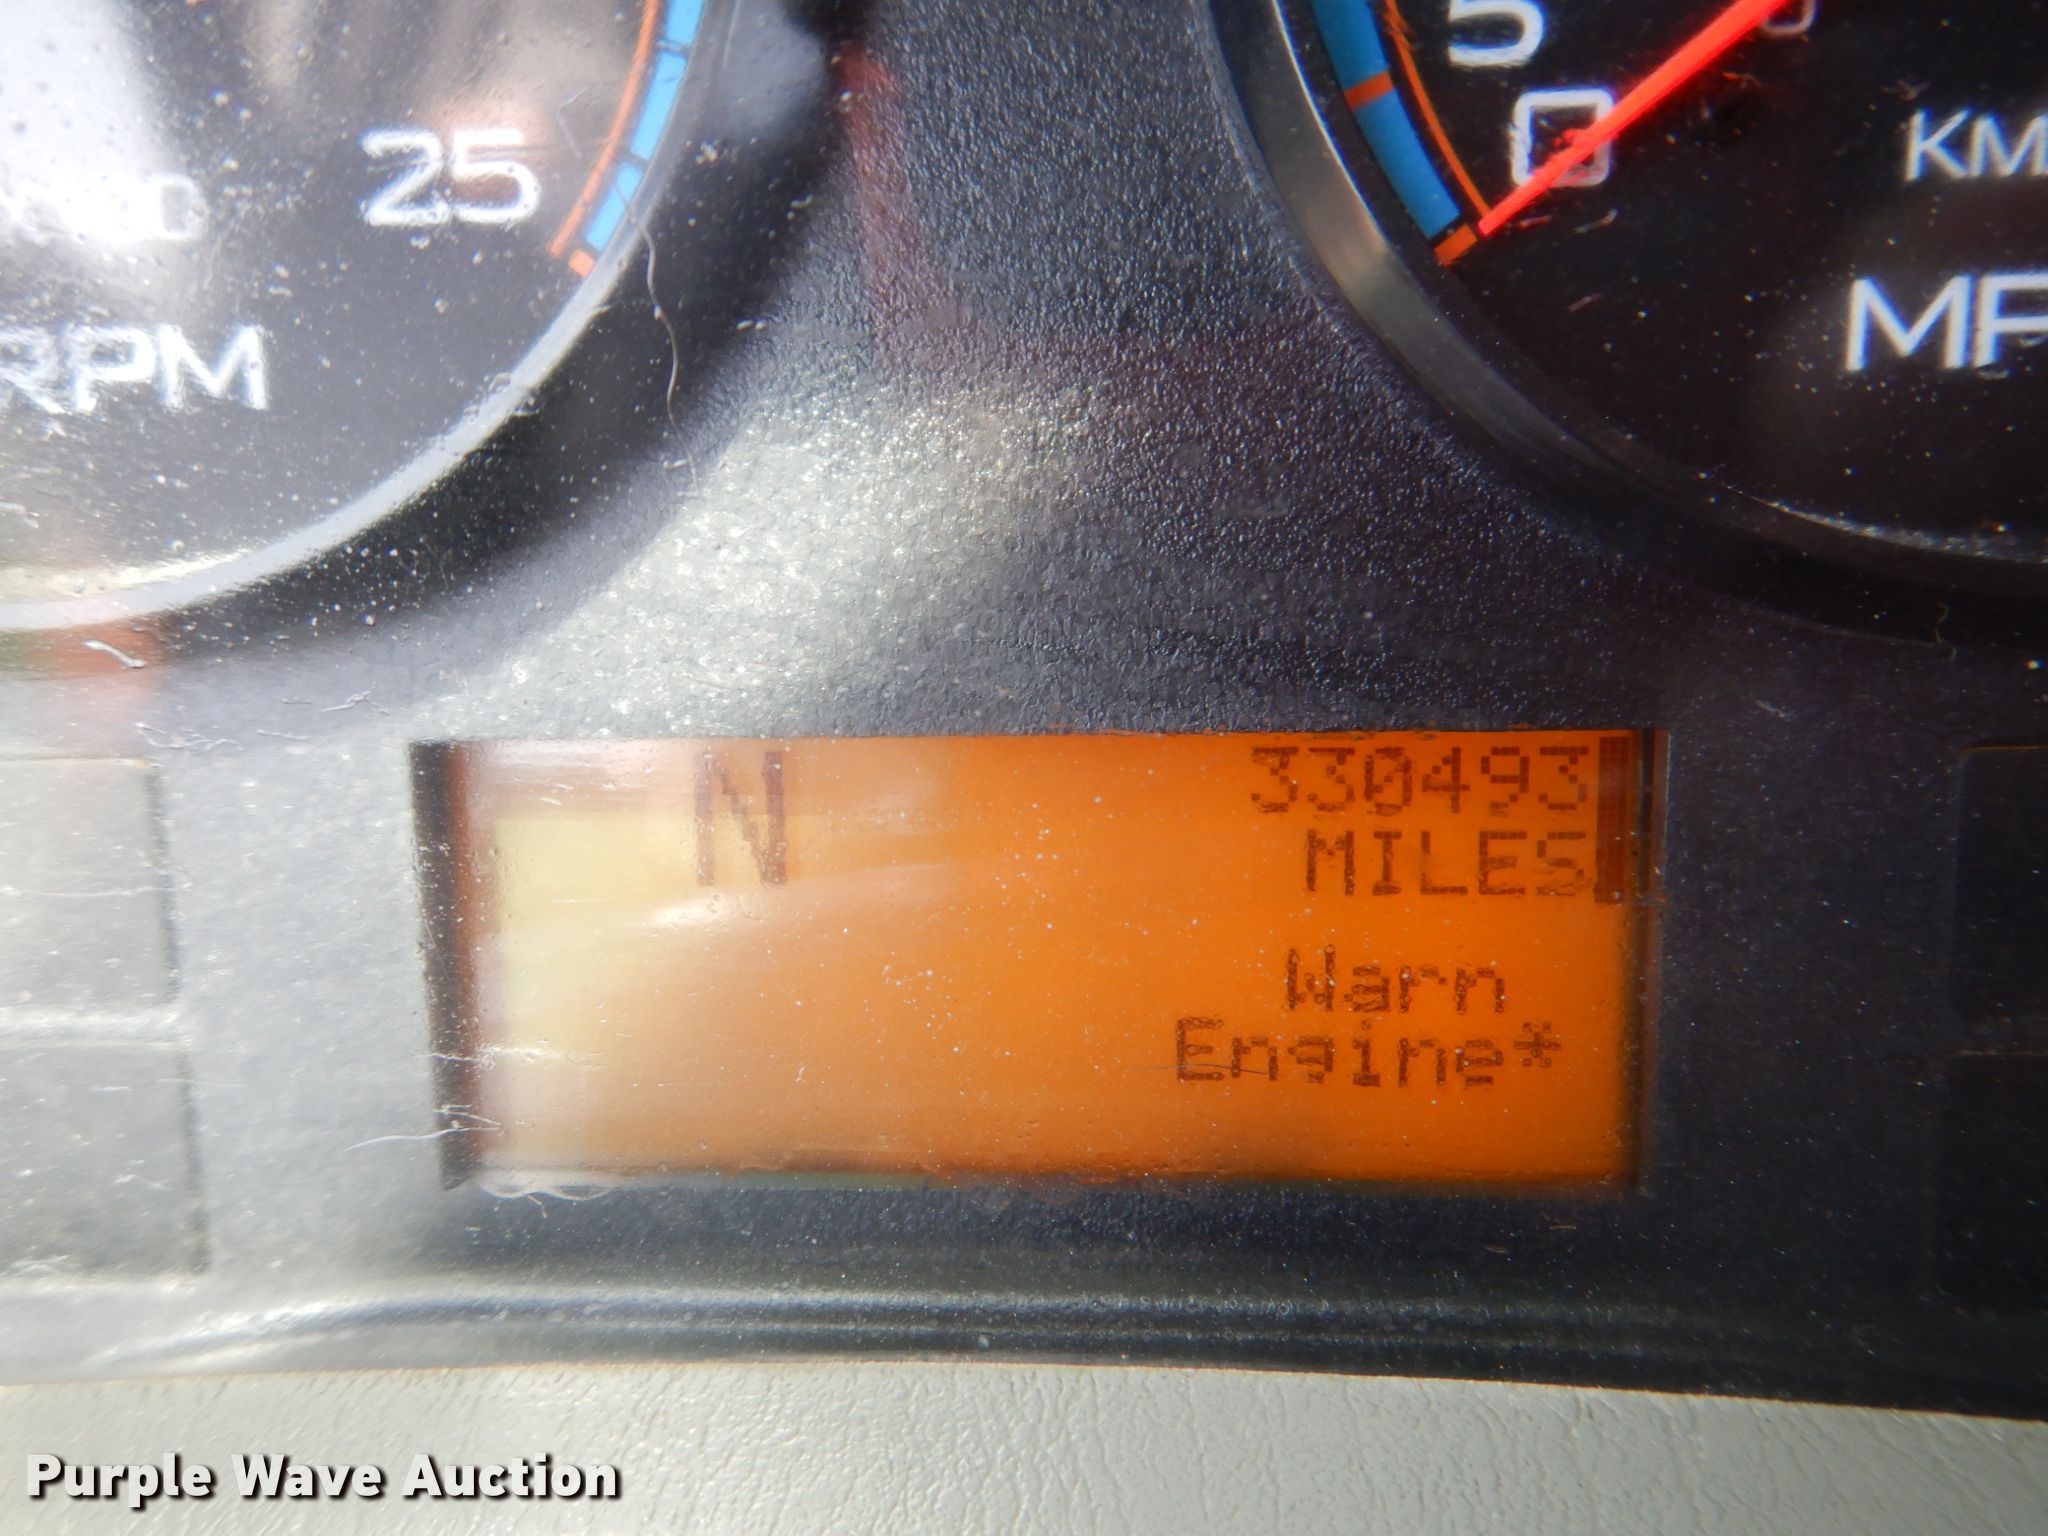 25
RPM
5
0
KM
MP
N
330493
MILES
Warn
Engine*
Purple Wave Auction